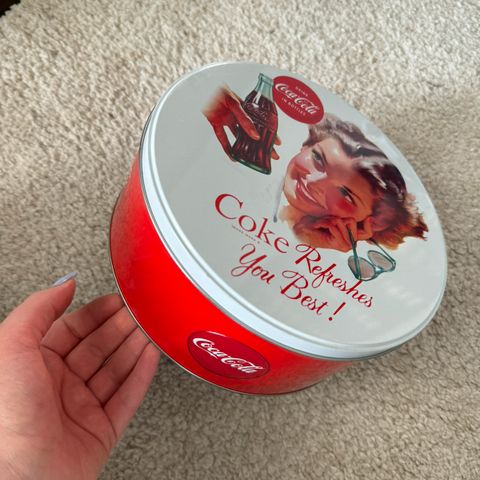 DRINK
Coca-Cola
IN BOTTLES
Coke Refreshes
You Best!
Coca-Cola